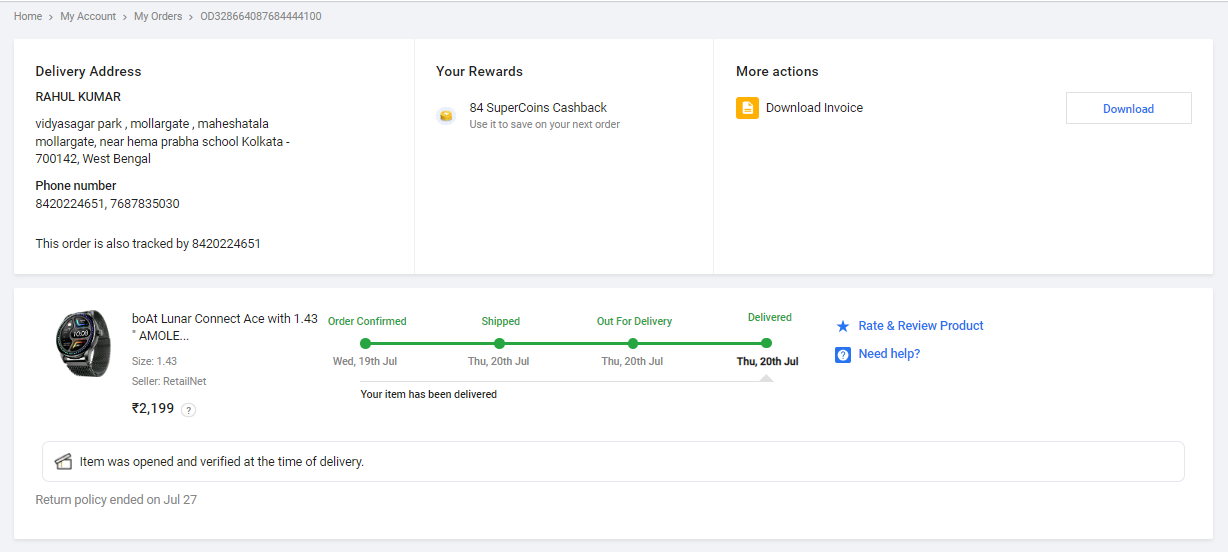 Home > My Account > My Orders > OD328664087684444100
Delivery Address
RAHUL KUMAR
vidyasagar park , mollargate , maheshatala
mollargate, near hema prabha school Kolkata -
700142, West Bengal
Phone number
8420224651, 7687835030
This order is also tracked by 8420224651
Your Rewards
84 SuperCoins Cashback
Use it to save on your next order
More actions
Download Invoice
Download
boAt Lunar Connect Ace with 1.43
" AMOLE...
Size: 1.43
Seller: RetailNet
₹2,199 ?
Order Confirmed
Wed, 19th Jul
Shipped
Thu, 20th Jul
Out For Delivery
Thu, 20th Jul
Delivered
Thu, 20th Jul
Your item has been delivered
Rate & Review Product
Need help?
Item was opened and verified at the time of delivery.
Return policy ended on Jul 27